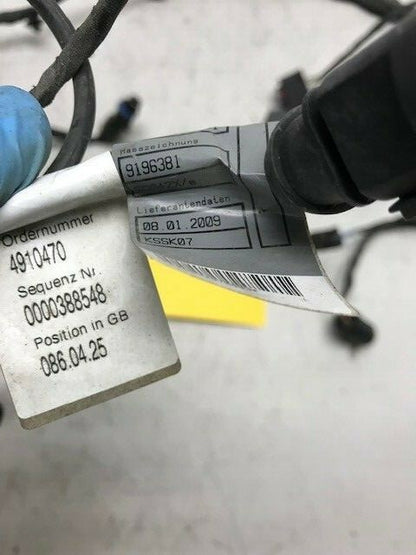 Masszeichnung
9196381
Lieferantendaten
08.01.2009
KSSK07
Ordernummer
4910470
Sequenz Nr.
0000388548
Position in GB
086.04.25